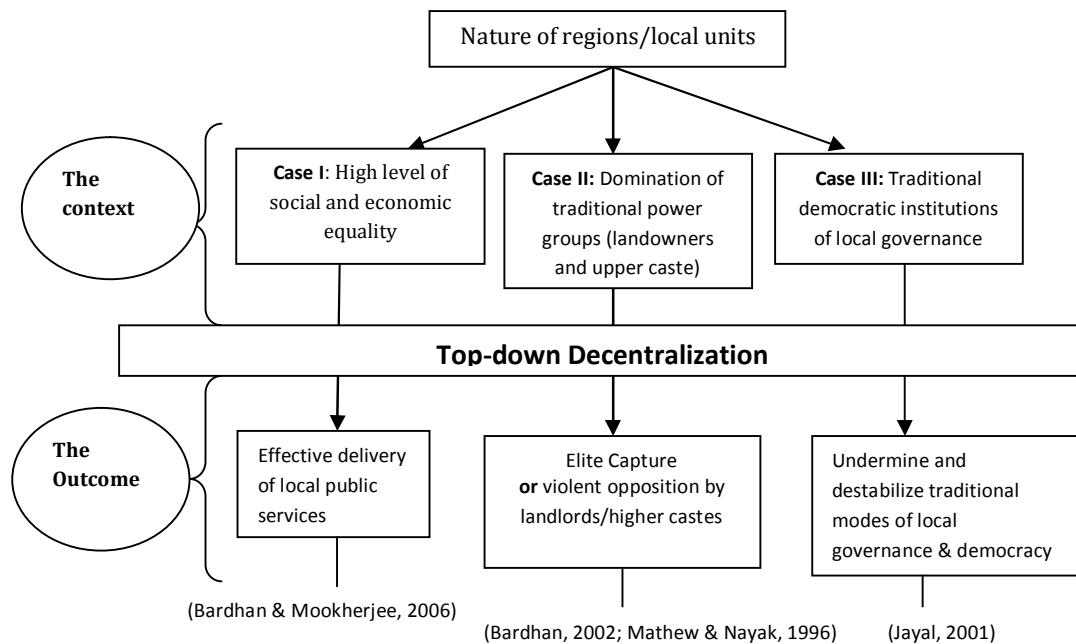 Nature of regions/local units
The
context
Case I: High level of
social and economic
equality
Case II: Domination of
traditional power
groups (landowners
and upper caste)
Case III: Traditional
democratic institutions
of local governance
Top-down Decentralization
The
Outcome
Effective delivery
of local public
services
Elite Capture
or violent opposition by
landlords/higher castes
Undermine and
destabilize traditional
modes of local
governance & democracy
(Bardhan & Mookherjee, 2006)
(Bardhan, 2002; Mathew & Nayak, 1996)
(Jayal, 2001)